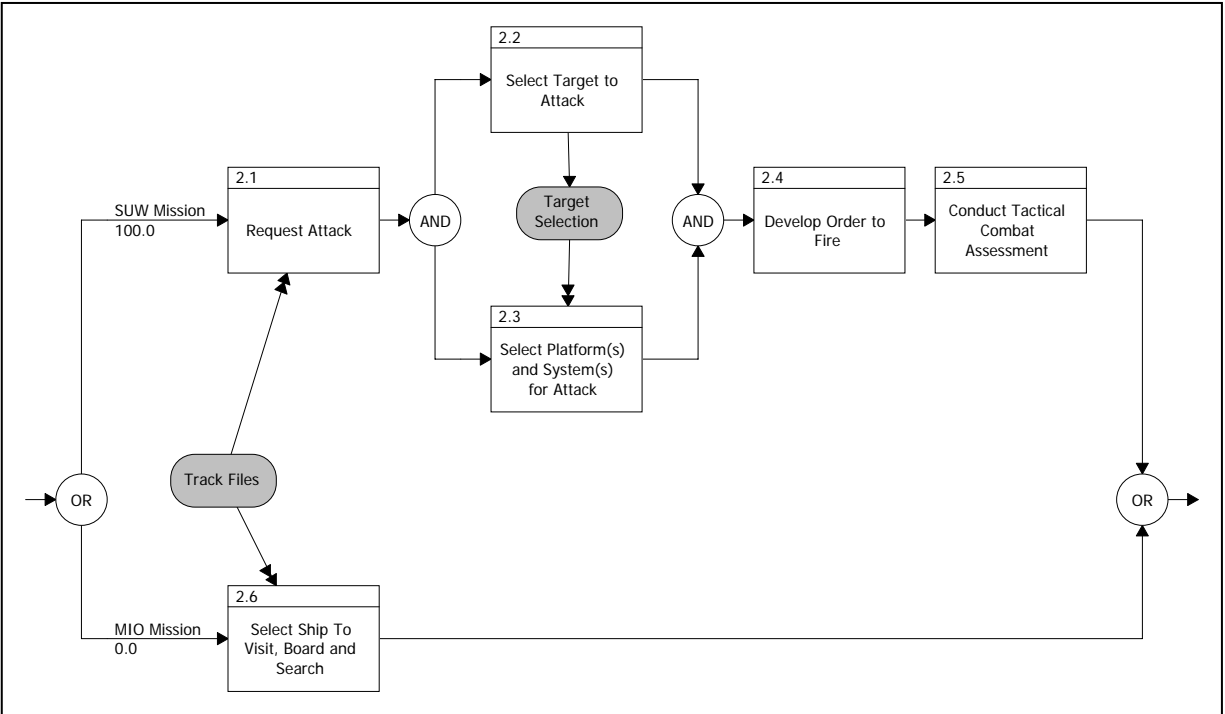 2.2
Select Target to
Attack
2.1
Request Attack
SUW Mission
100.0
AND
Target
Selection
AND
2.4
Develop Order to
Fire
2.5
Conduct Tactical
Combat
Assessment
2.3
Select Platform(s)
and System(s)
for Attack
Track Files
OR
OR
2.6
Select Ship To
Visit, Board and
Search
MIO Mission
0.0